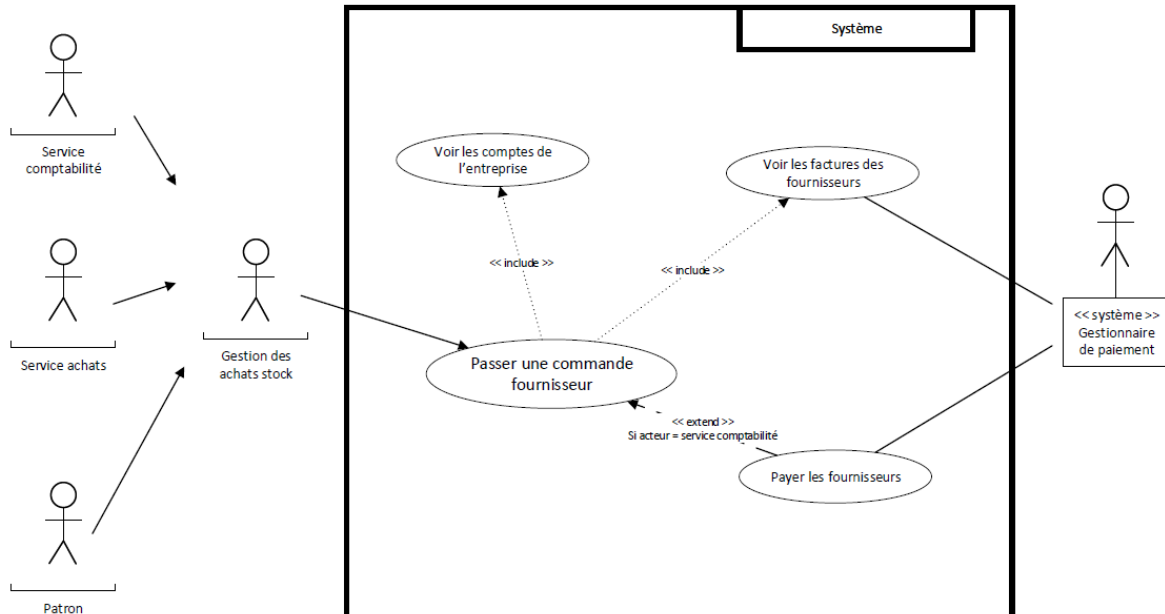 Système
Service
comptabilité
Voir les comptes de
l'entreprise
Voir les factures des
fournisseurs
<< include >>
<< include >>
<< système >>
Gestionnaire
de paiement
Service achats
Gestion des
achats stock
Passer une commande
fournisseur
<< extend >>
Si acteur = service comptabilité
Payer les fournisseurs
Patron